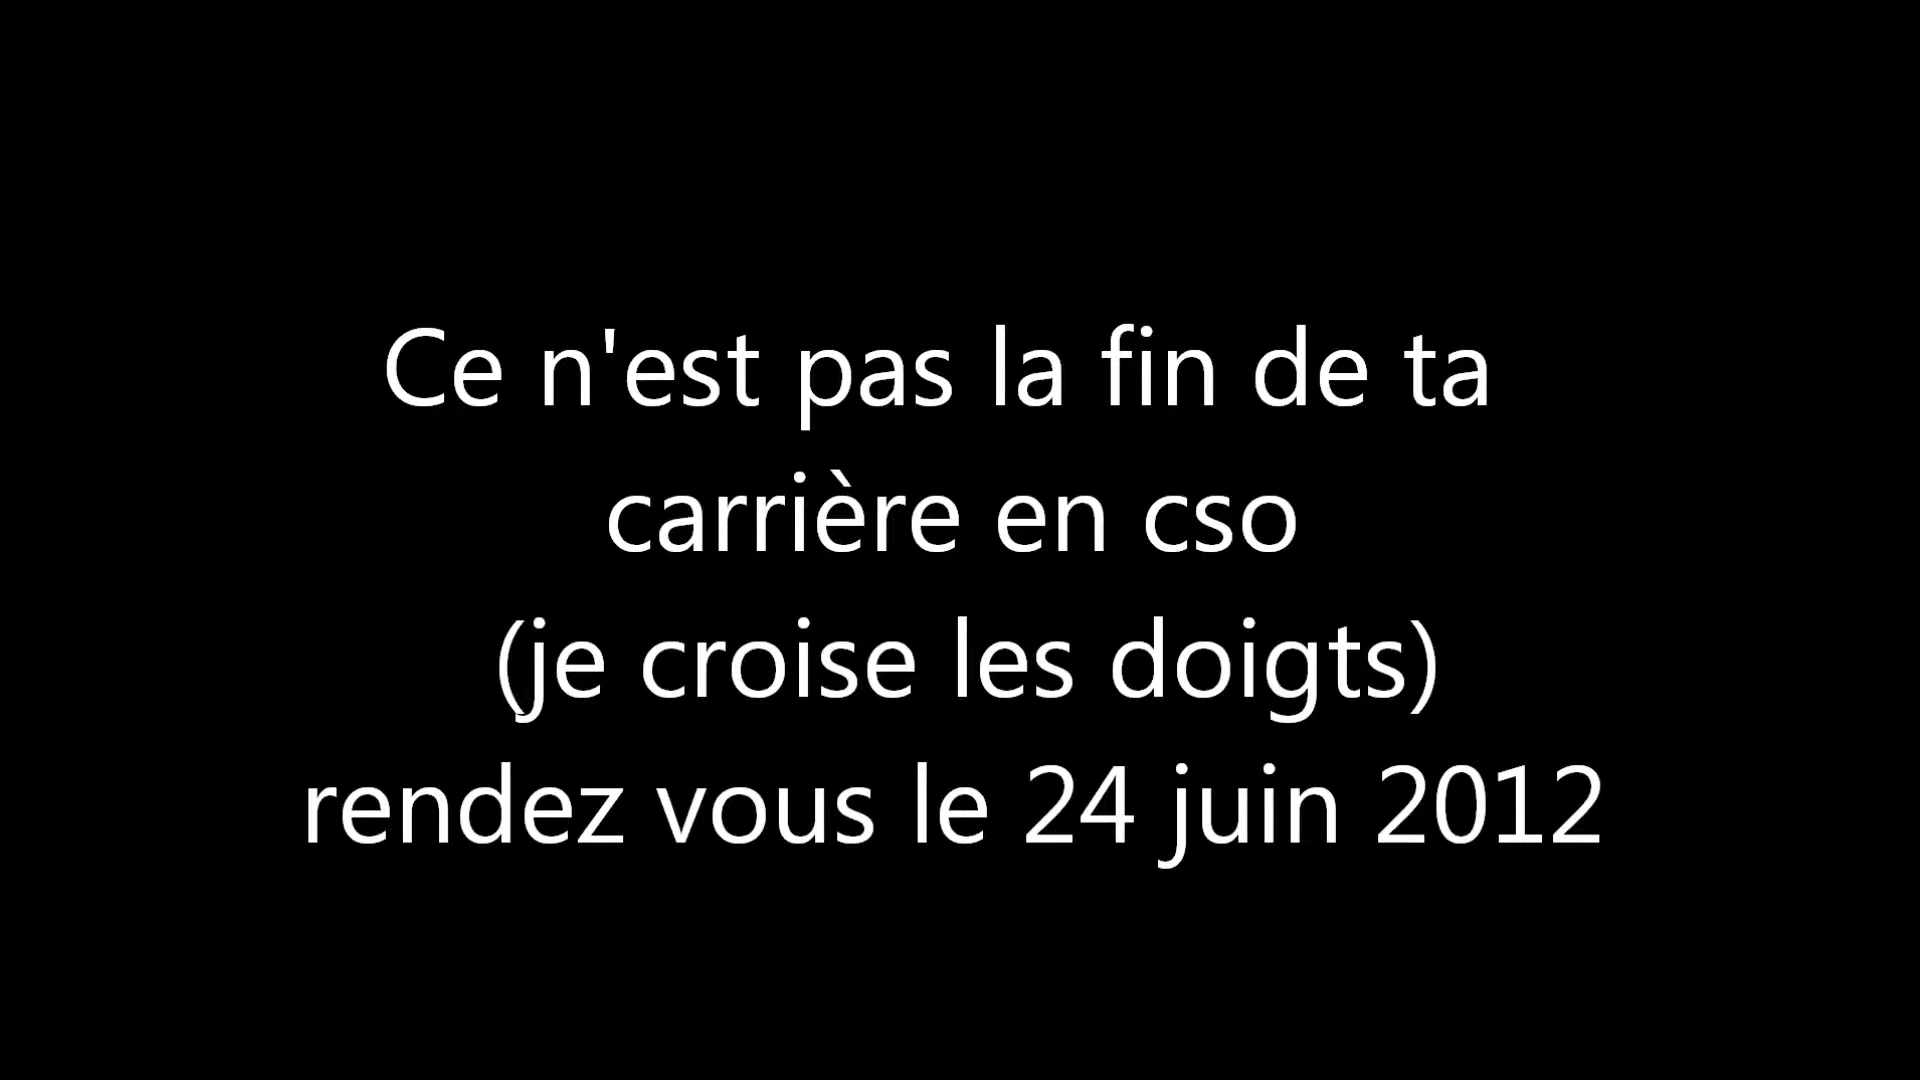 Ce n'est pas la fin de ta
carrière en cso
(je croise les doigts)
rendez vous le 24 juin 2012